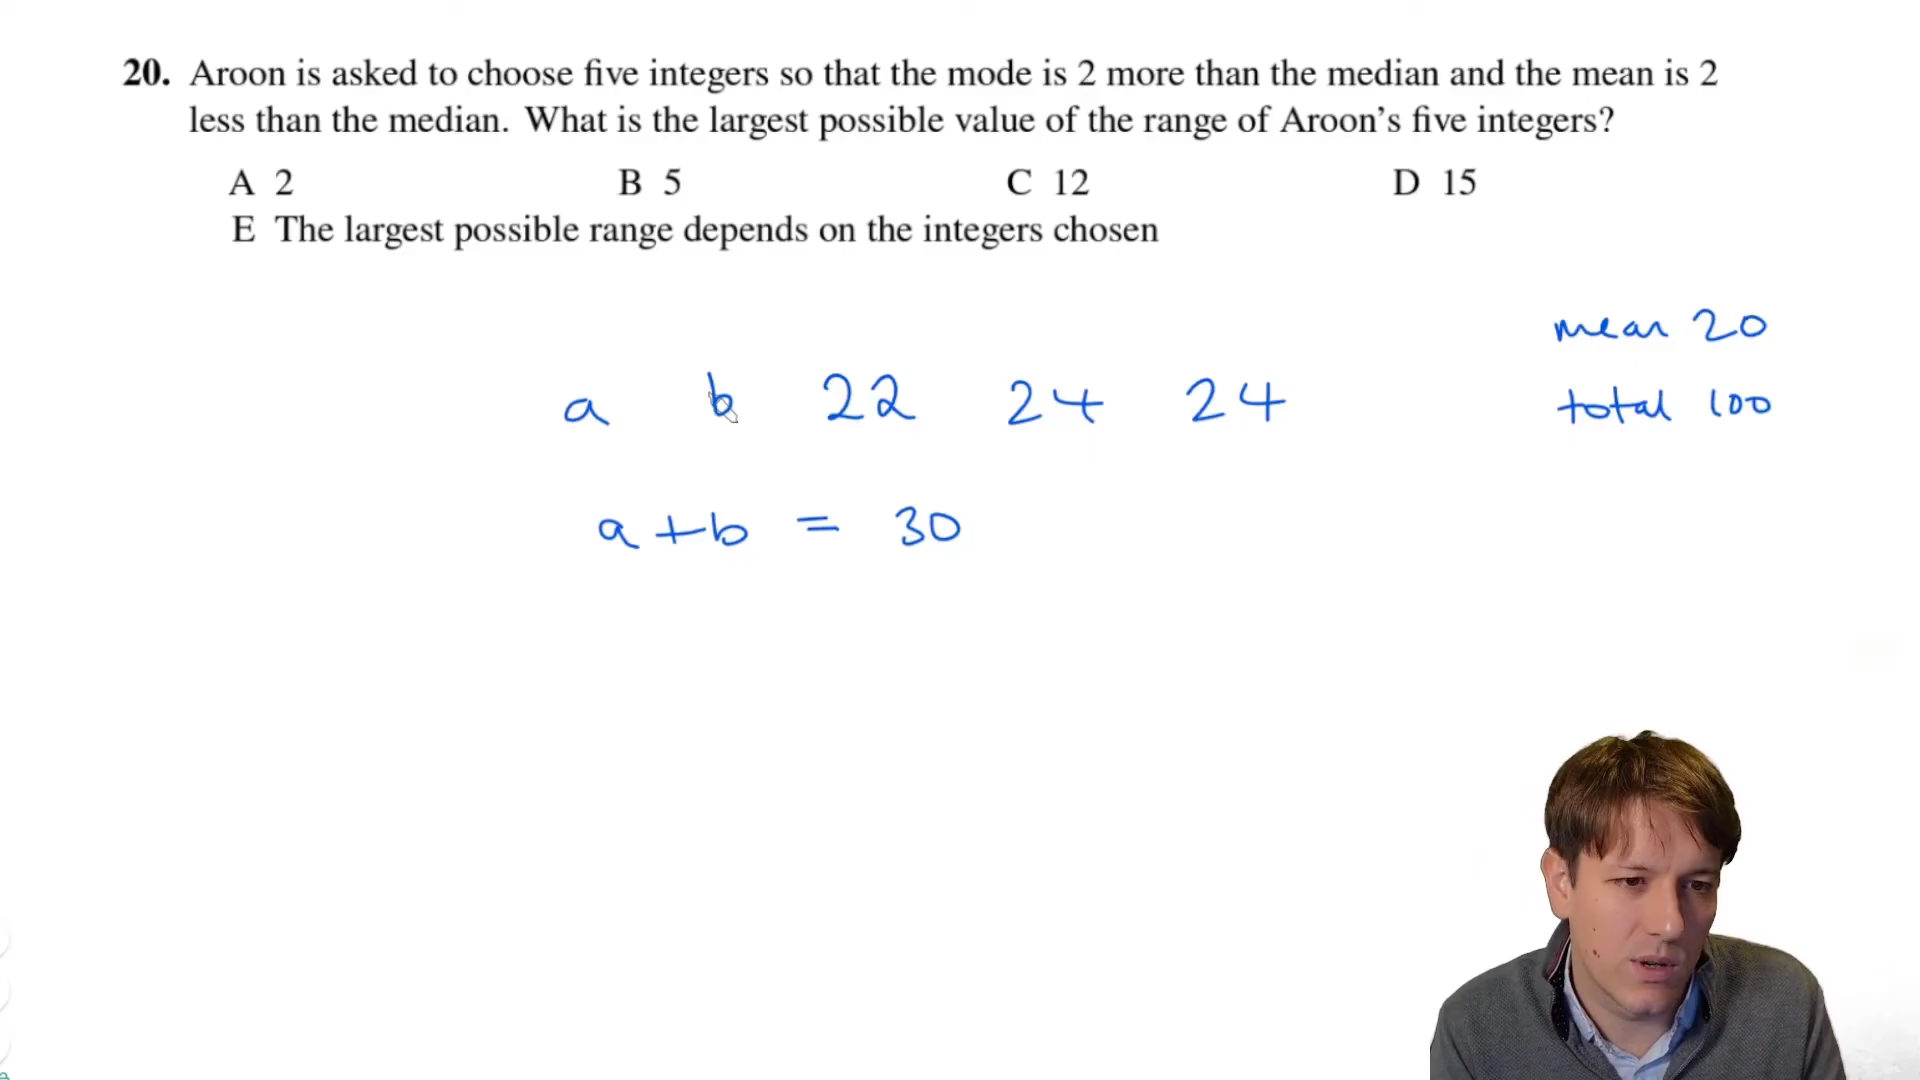 20. Aroon is asked to choose five integers so that the mode is 2 more than the median and the mean is 2
less than the median. What is the largest possible value of the range of Aroon's five integers?
A 2 B 5 C 12 D 15
E The largest possible range depends on the integers chosen
mean 20
a b 22 24 24 total 100
a + b = 30